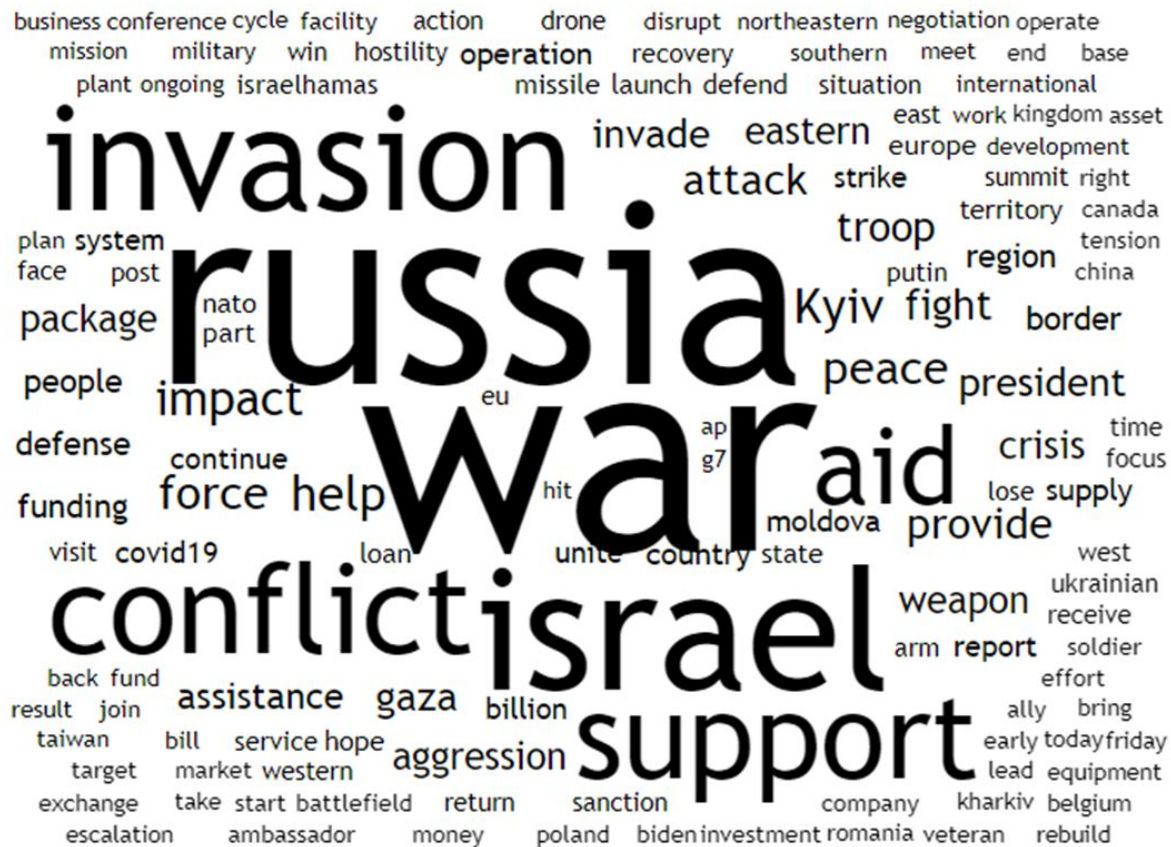 business conference cycle facility action drone disrupt northeastern negotiation operate
mission military win hostility operation recovery southern meet end base
plant ongoing israelhamas missile launch defend situation international
invasion invade eastern east work kingdom asset
europe development
attack strike summit right
russia troop territory canada
plan system region tension
face post putin china
package nato Kyiv fight border
part
people impact peace president
eu
war aid crisis time
defense ap focus
continue g7
funding force help hit lose supply
moldova provide
visit covid19 loan unite country state west
conflict israel weapon ukrainian
receive
arm report soldier
back fund effort
assistance gaza billion
result join support ally bring
taiwan bill service hope aggression early today friday
target market western lead equipment
exchange take start battlefield return sanction company kharkiv belgium
escalation ambassador money poland biden investment romania veteran rebuild